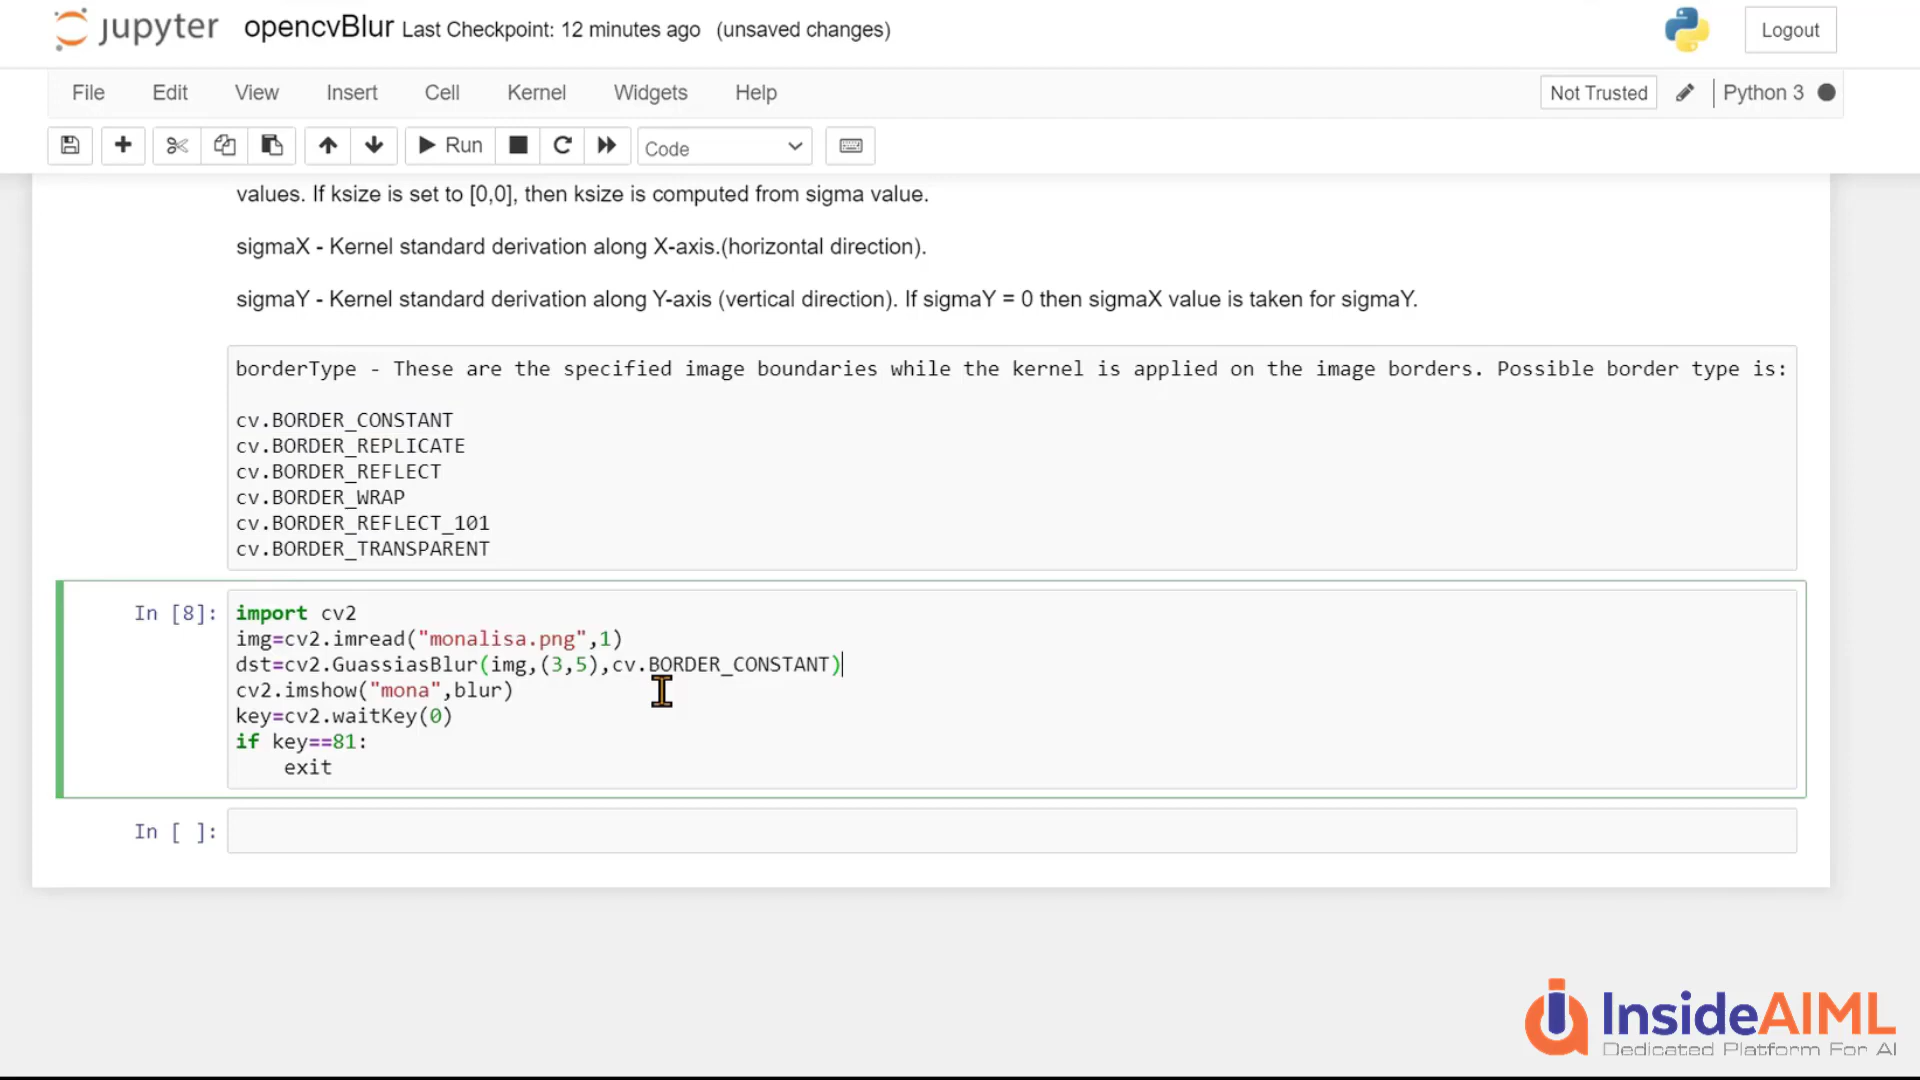 jupyter opencvBlur Last Checkpoint: 12 minutes ago (unsaved changes) Logout
File Edit View Insert Cell Kernel Widgets Help Not Trusted Python 3
Run Code
values. If ksize is set to [0,0], then ksize is computed from sigma value.
sigmaX - Kernel standard derivation along X-axis.(horizontal direction).
sigmaY - Kernel standard derivation along Y-axis (vertical direction). If sigmaY = 0 then sigmaX value is taken for sigmaY.
borderType - These are the specified image boundaries while the kernel is applied on the image borders. Possible border type is:
cv.BORDER_CONSTANT
cv.BORDER_REPLICATE
cv.BORDER_REFLECT
cv.BORDER_WRAP
cv.BORDER_REFLECT_101
cv.BORDER_TRANSPARENT
In [8]: import cv2
img=cv2.imread("monalisa.png",1)
dst=cv2.GuassiasBlur(img,(3,5),cv.BORDER_CONSTANT)
cv2.imshow("mona",blur)
key=cv2.waitKey(0)
if key==81:
exit
In [ ]:
InsideAIML
Dedicated Platform For AI